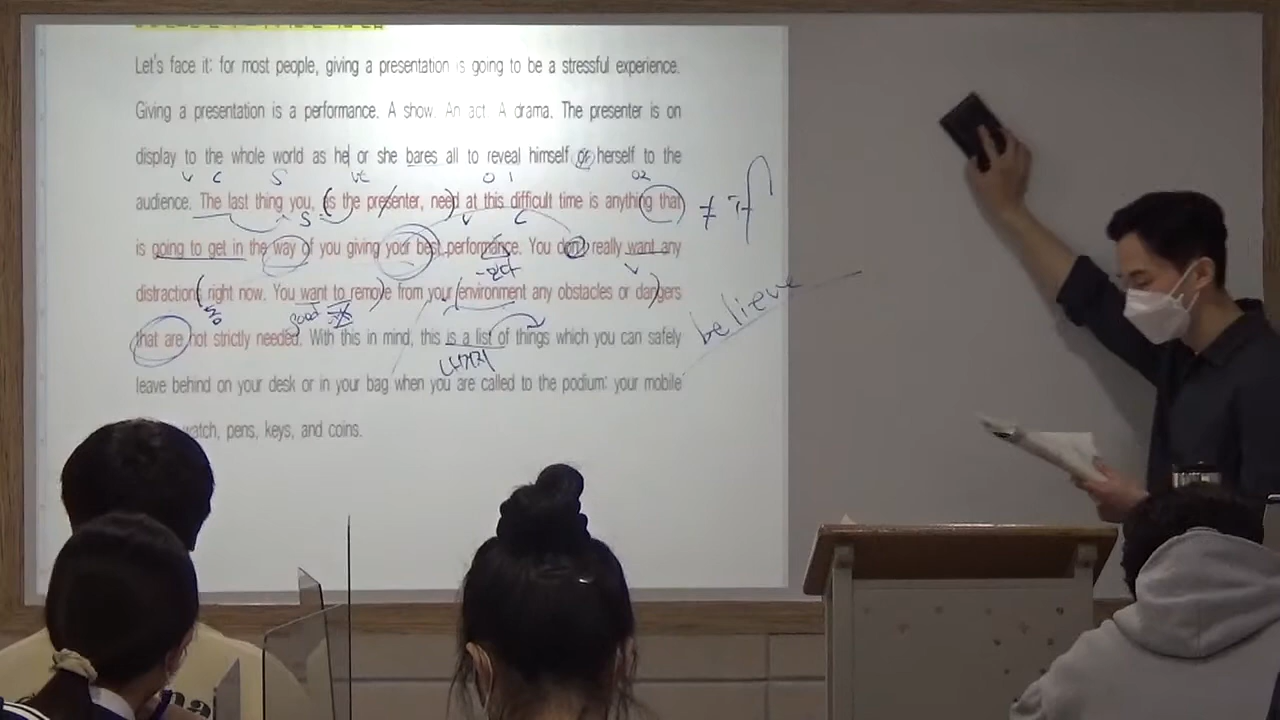 Let's face it: for most people, giving a presentation is going to be a stressful experience.
Giving a presentation is a performance. A show. An act. A drama. The presenter is on
display to the whole world as he or she bares all to reveal himself or herself to the
V C S O 1 O2
audience. The last thing you, as the presenter, need at this difficult time is anything that ≠ if
S V C
is going to get in the way of you giving your best performance. You don't really want any
V
distractions right now. You want to remove from your environment any obstacles or dangers
good believe
that are not strictly needed. With this in mind, this is a list of things which you can safely
leave behind on your desk or in your bag when you are called to the podium: your mobile
watch, pens, keys, and coins.